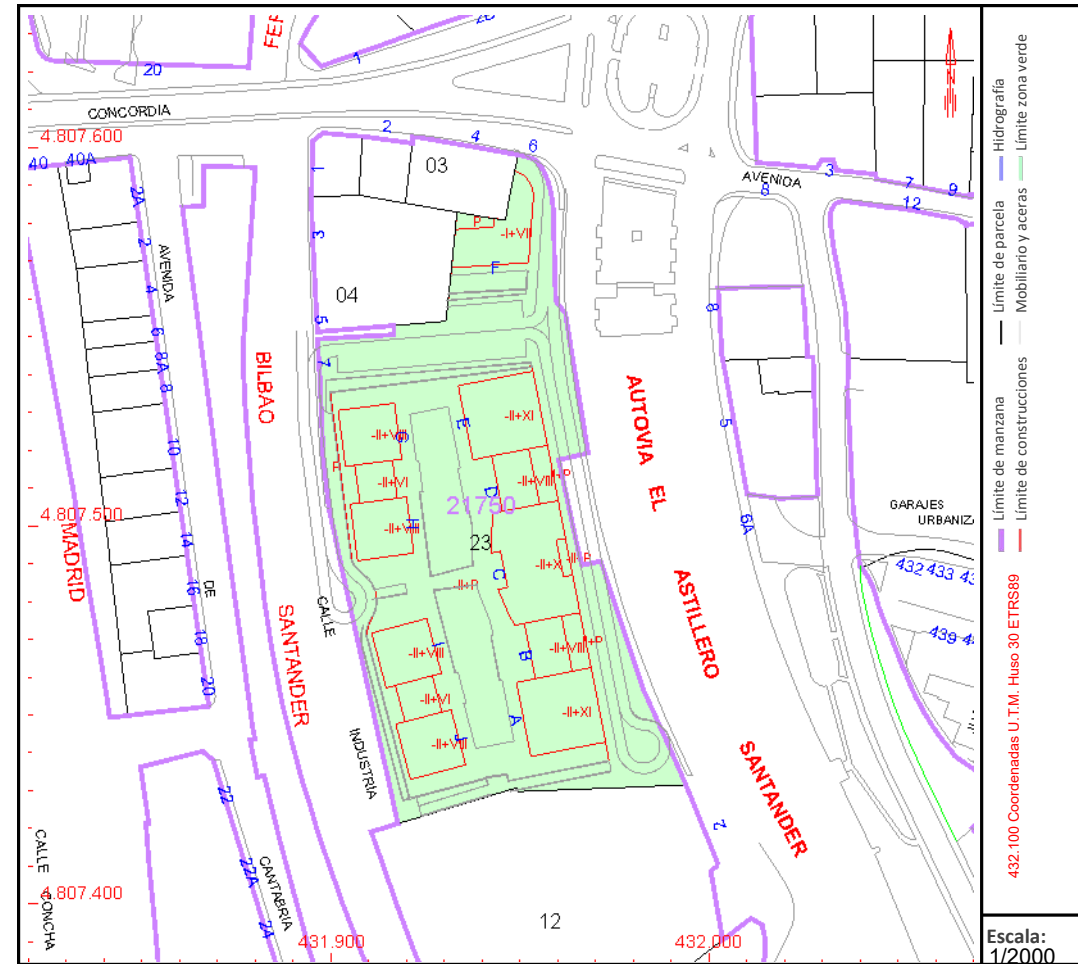 FER
20
1
2B
CONCORDIA
4.807.600
2
4
6
40
40A
1
03
3
04
5
7
P
-I+VII
F
AVENIDA
8
3
7
9
12
2A
2
4
6
8A
8
10
12
14
16
18
20
AVENIDA
DE
BILBAO
SANTANDER
MADRID
4.807.500
CALLE
INDUSTRIA
-II+VIII
G
-II+VI
H
-II+VIII
E
-II+XI
D
-II+VIII
I+P
21750
23
C
-II+X
-II+P
-II+P
-II+VIII
I
-II+VI
-II+VIII
J
B
-II+VIII
I+P
A
-II+XI
AUTOVIA EL
ASTILLERO
SANTANDER
8
5
6A
2
GARAJES
URBANIZ
432
433
43
439
4
22
22A
24
CANTABRIA
CALLE CONCHA
4.807.400
12
431.900
432.000
N
Límite de manzana
Límite de parcela
Hidrografía
Límite de construcciones
Mobiliario y aceras
Límite zona verde
432.100 Coordenadas U.T.M. Huso 30 ETRS89
Escala:
1/2000